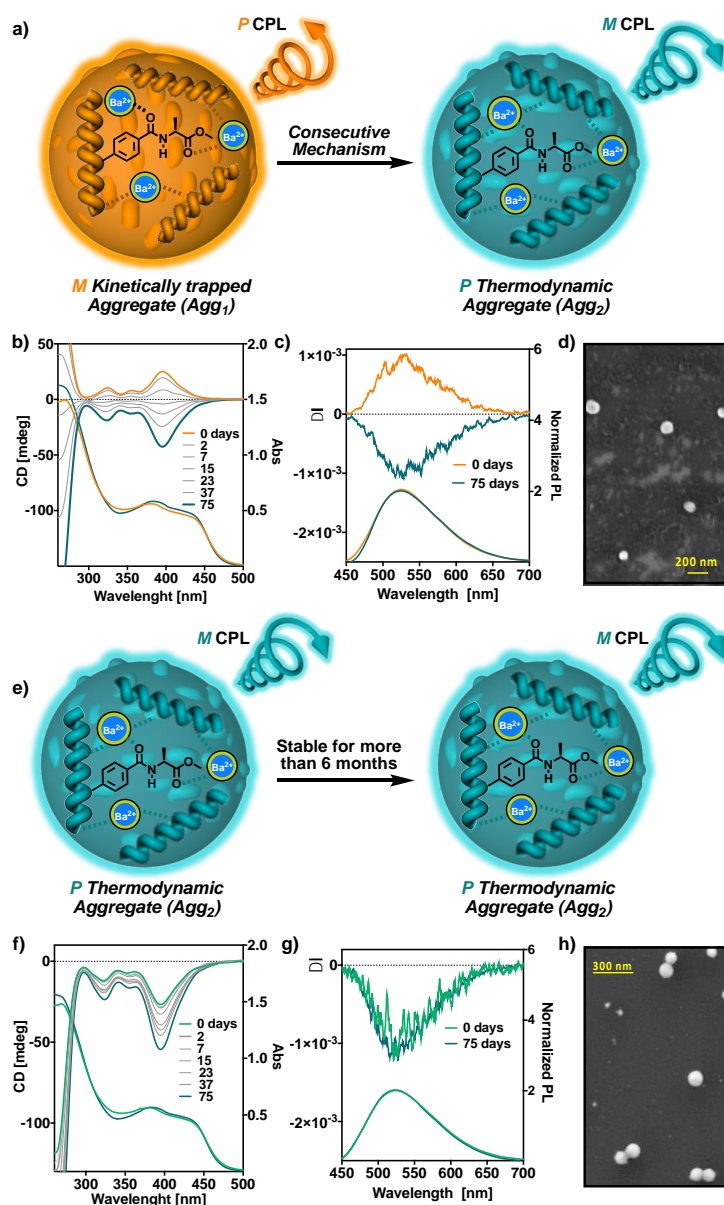 a)
P CPL
M CPL
Ba²⁺
O
N
H
O
O
Ba²⁺
Ba²⁺
Consecutive
Mechanism
Ba²⁺
O
N
H
O
O
Ba²⁺
Ba²⁺
M Kinetically trapped
Aggregate (Agg₁)
P Thermodynamic
Aggregate (Agg₂)
b)
50
0
-50
-100
CD [mdeg]
2.0
1.5
1.0
0.5
Abs
0 days
2
7
15
23
37
75
300 350 400 450 500
Wavelenght [nm]
c)
1×10⁻³
0
-1×10⁻³
-2×10⁻³
6
4
2
Normalized PL
0 days
75 days
450 500 550 600 650 700
Wavelength [nm]
d)
200 nm
e)
M CPL
M CPL
Ba²⁺
O
N
H
O
O
Ba²⁺
Ba²⁺
Stable for more
than 6 months
Ba²⁺
O
N
H
O
O
Ba²⁺
Ba²⁺
P Thermodynamic
Aggregate (Agg₂)
P Thermodynamic
Aggregate (Agg₂)
f)
0
-50
-100
CD [mdeg]
2.0
1.5
1.0
0.5
Abs
0 days
2
7
15
23
37
75
300 350 400 450 500
Wavelenght [nm]
g)
0
-1×10⁻³
-2×10⁻³
6
4
2
Normalized PL
0 days
75 days
450 500 550 600 650 700
Wavelength [nm]
h)
300 nm